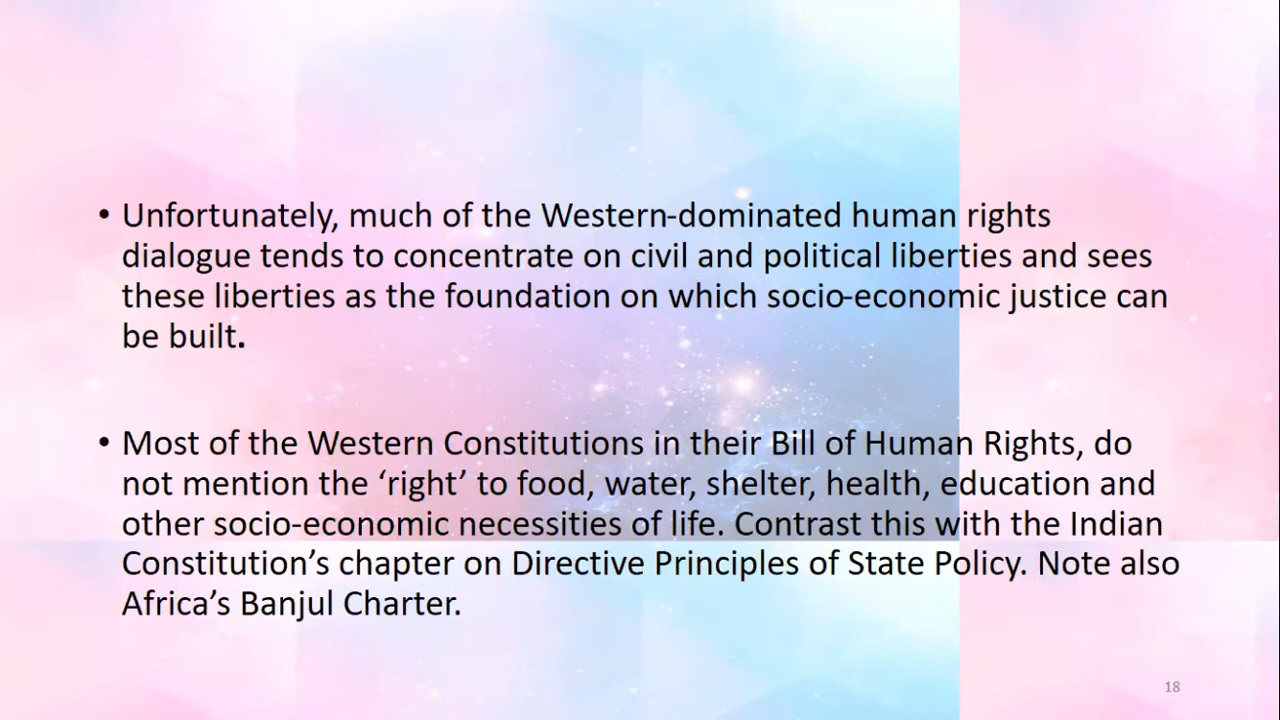 • Unfortunately, much of the Western-dominated human rights
dialogue tends to concentrate on civil and political liberties and sees
these liberties as the foundation on which socio-economic justice can
be built.
• Most of the Western Constitutions in their Bill of Human Rights, do
not mention the ‘right’ to food, water, shelter, health, education and
other socio-economic necessities of life. Contrast this with the Indian
Constitution’s chapter on Directive Principles of State Policy. Note also
Africa’s Banjul Charter.
18